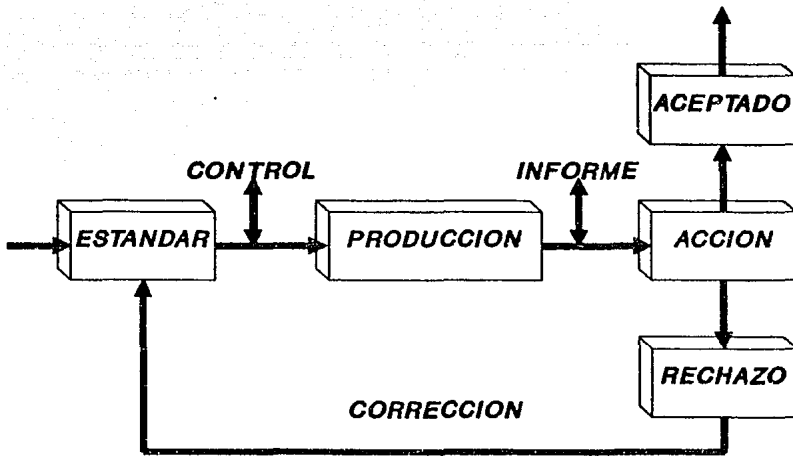 ACEPTADO
CONTROL
INFORME
ESTANDAR
PRODUCCION
ACCION
RECHAZO
CORRECCION